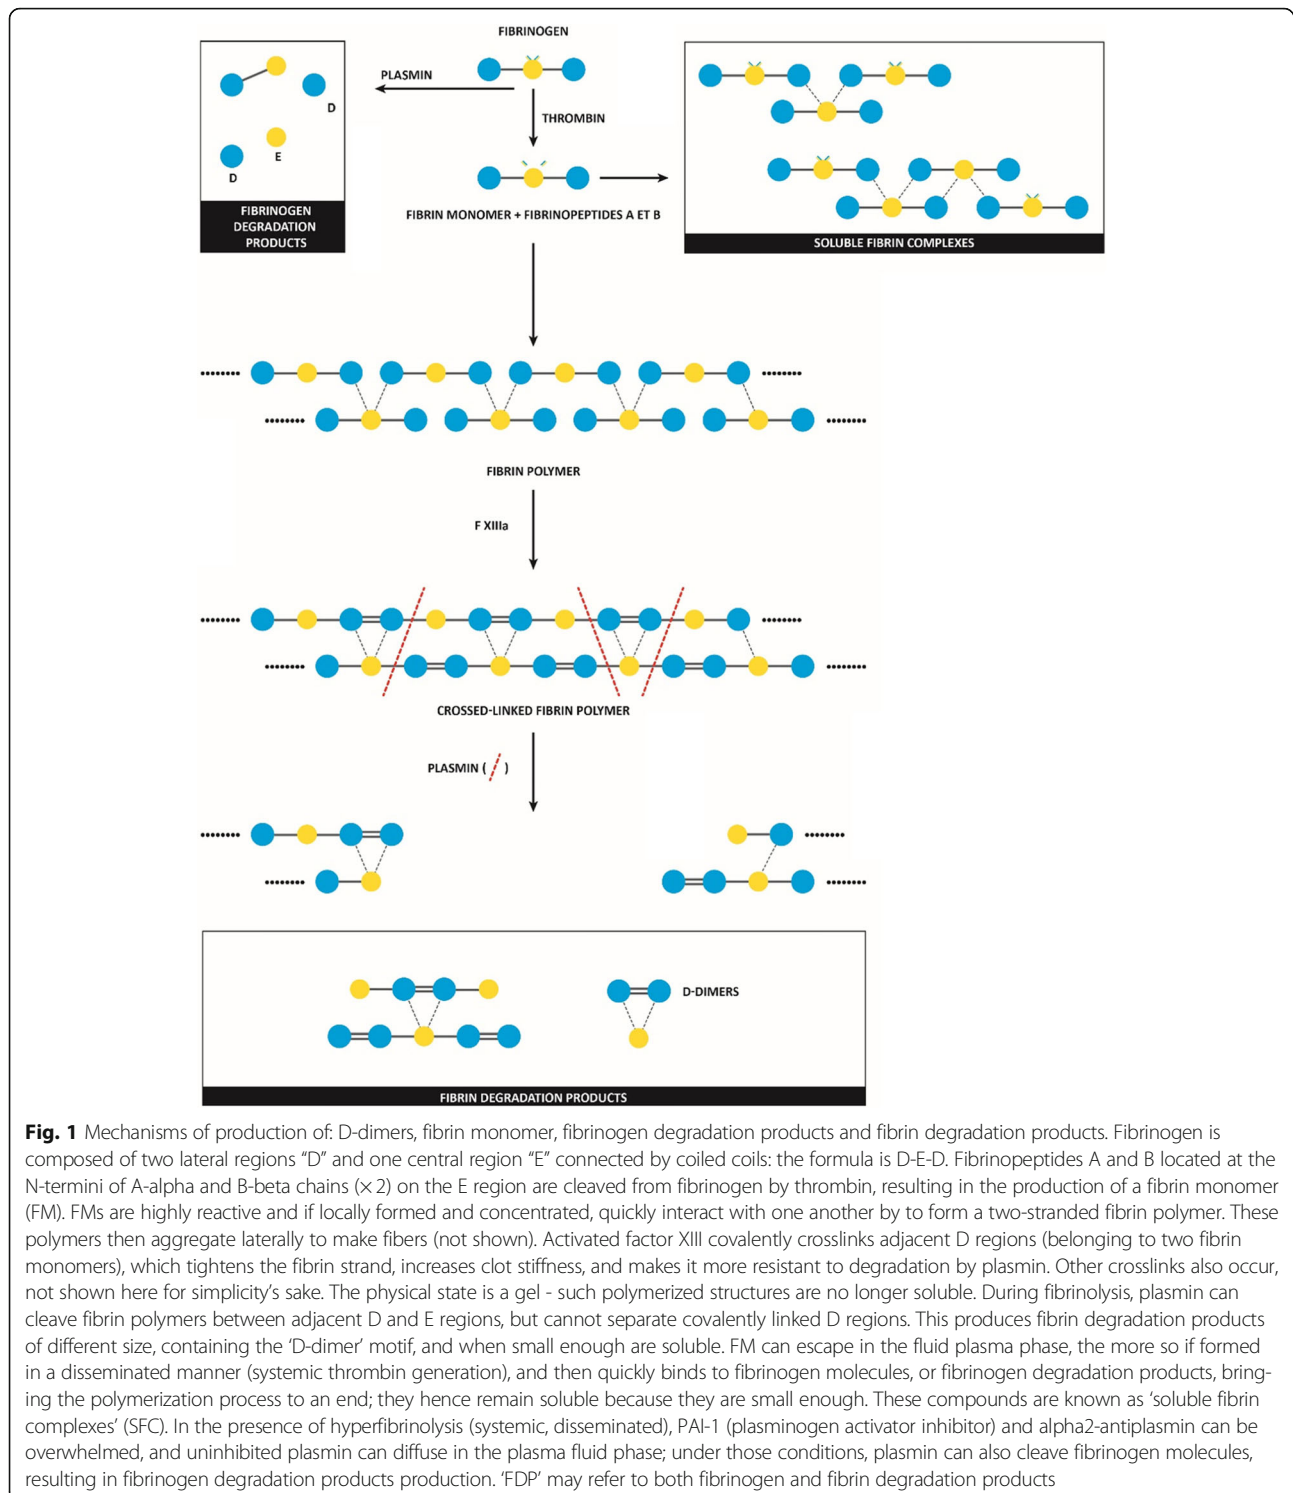 FIBRINOGEN
PLASMIN
D
THROMBIN
E
D
FIBRINOGEN
DEGRADATION
PRODUCTS
FIBRIN MONOMER + FIBRINOPEPTIDES A ET B
SOLUBLE FIBRIN COMPLEXES
FIBRIN POLYMER
F XIIIa
CROSSED-LINKED FIBRIN POLYMER
PLASMIN ( / )
D-DIMERS
FIBRIN DEGRADATION PRODUCTS
Fig. 1 Mechanisms of production of: D-dimers, fibrin monomer, fibrinogen degradation products and fibrin degradation products. Fibrinogen is
composed of two lateral regions “D” and one central region “E” connected by coiled coils: the formula is D-E-D. Fibrinopeptides A and B located at the
N-termini of A-alpha and B-beta chains (× 2) on the E region are cleaved from fibrinogen by thrombin, resulting in the production of a fibrin monomer
(FM). FMs are highly reactive and if locally formed and concentrated, quickly interact with one another by to form a two-stranded fibrin polymer. These
polymers then aggregate laterally to make fibers (not shown). Activated factor XIII covalently crosslinks adjacent D regions (belonging to two fibrin
monomers), which tightens the fibrin strand, increases clot stiffness, and makes it more resistant to degradation by plasmin. Other crosslinks also occur,
not shown here for simplicity’s sake. The physical state is a gel - such polymerized structures are no longer soluble. During fibrinolysis, plasmin can
cleave fibrin polymers between adjacent D and E regions, but cannot separate covalently linked D regions. This produces fibrin degradation products
of different size, containing the ‘D-dimer’ motif, and when small enough are soluble. FM can escape in the fluid plasma phase, the more so if formed
in a disseminated manner (systemic thrombin generation), and then quickly binds to fibrinogen molecules, or fibrinogen degradation products, bring-
ing the polymerization process to an end; they hence remain soluble because they are small enough. These compounds are known as ‘soluble fibrin
complexes’ (SFC). In the presence of hyperfibrinolysis (systemic, disseminated), PAI-1 (plasminogen activator inhibitor) and alpha2-antiplasmin can be
overwhelmed, and uninhibited plasmin can diffuse in the plasma fluid phase; under those conditions, plasmin can also cleave fibrinogen molecules,
resulting in fibrinogen degradation products production. ‘FDP’ may refer to both fibrinogen and fibrin degradation products